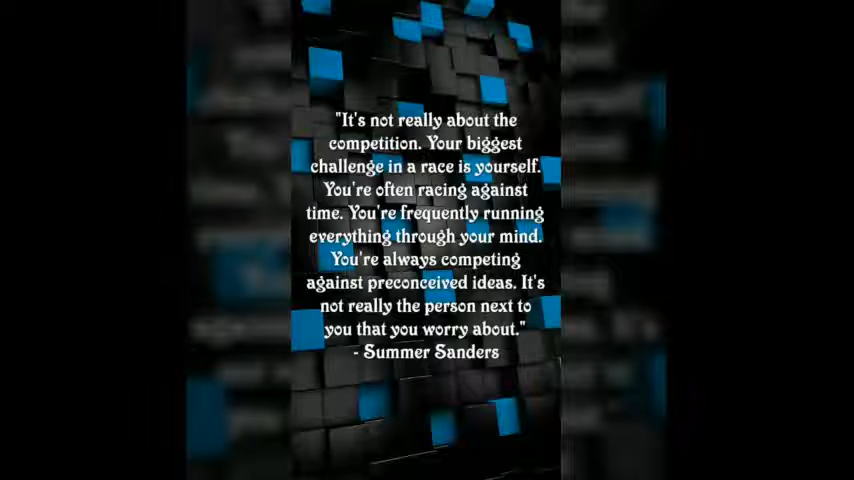 "It's not really about the
competition. Your biggest
challenge in a race is yourself.
You're often racing against
time. You're frequently running
everything through your mind.
You're always competing
against preconceived ideas. It's
not really the person next to
you that you worry about."
- Summer Sanders